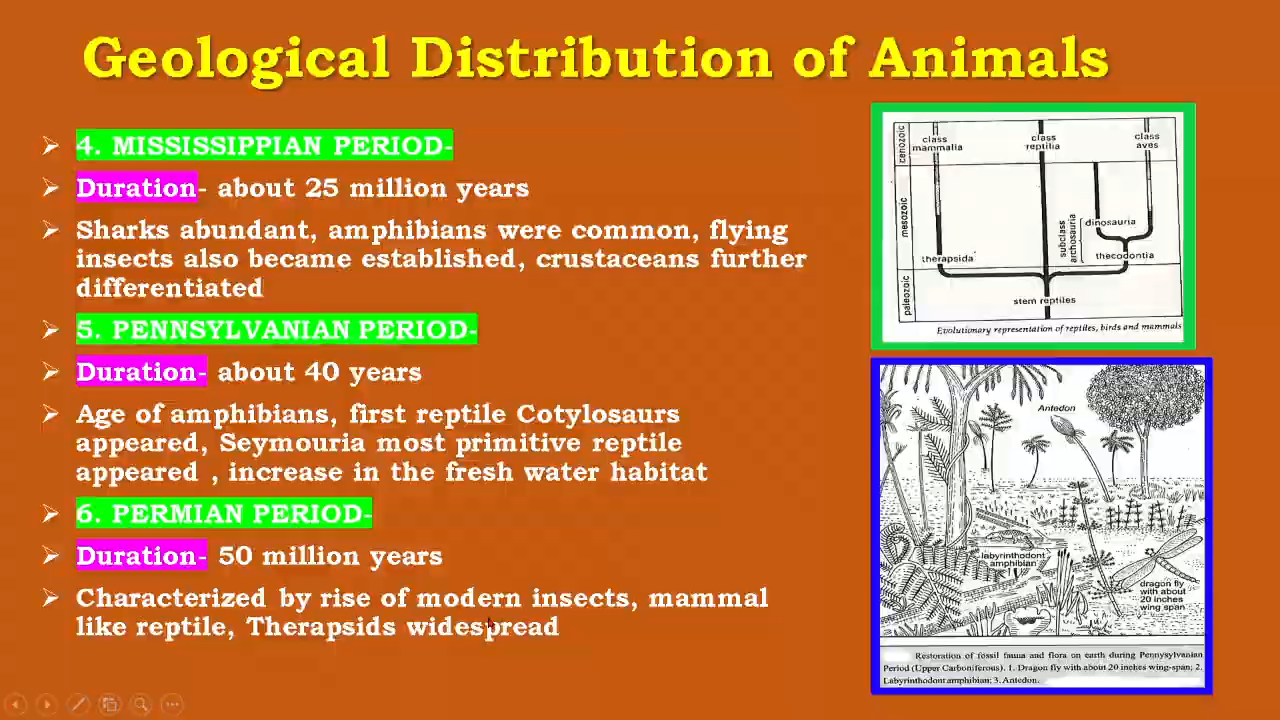 Geological Distribution of Animals
4. MISSISSIPPIAN PERIOD-
Duration- about 25 million years
Sharks abundant, amphibians were common, flying
insects also became established, crustaceans further
differentiated
5. PENNSYLVANIAN PERIOD-
Duration- about 40 years
Age of amphibians, first reptile Cotylosaurs
appeared, Seymouria most primitive reptile
appeared , increase in the fresh water habitat
6. PERMIAN PERIOD-
Duration- 50 million years
Characterized by rise of modern insects, mammal
like reptile, Therapsids widespread
cenozoic
class
mammalia
class
reptilia
class
aves
mesozoic
subclass
archosauria
dinosauria
therapsida
thecodontia
paleozoic
stem reptiles
Evolutionary representation of reptiles, birds and mammals
Antedon
labyrinthodont
amphibian
dragon fly
with about
20 inches
wing span
Restoration of fossil fauna and flora on earth during Pennysylvanian
Period (Upper Carboniferous). 1. Dragon fly with about 20 inches wing-span; 2.
Labyrinthodont amphibian; 3. Antedon.